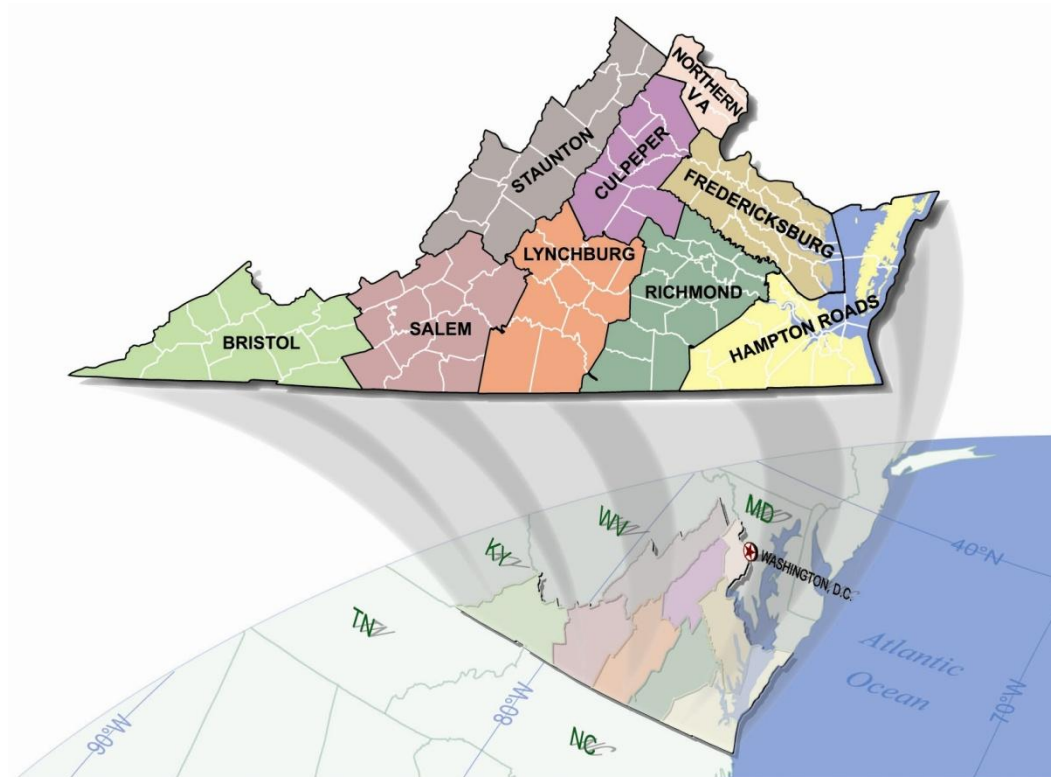 NORTHERN
VA
STAUNTON
CULPEPER
FREDERICKSBURG
LYNCHBURG
RICHMOND
HAMPTON ROADS
SALEM
BRISTOL
MD
WV
KY
WASHINGTON, D.C.
40°N
TN
Atlantic
Ocean
80°W
70°W
90°W
NC